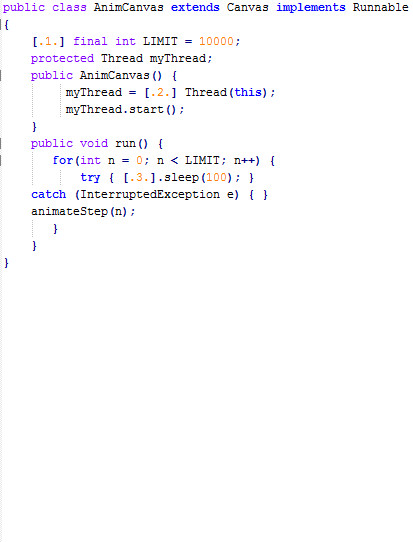 public class AnimCanvas extends Canvas implements Runnable
{
[.1.] final int LIMIT = 10000;
protected Thread myThread;
public AnimCanvas() {
myThread = [.2.] Thread(this);
myThread.start();
}
public void run() {
for(int n = 0; n < LIMIT; n++) {
try { [.3.].sleep(100); }
catch (InterruptedException e) { }
animateStep(n);
}
}
}